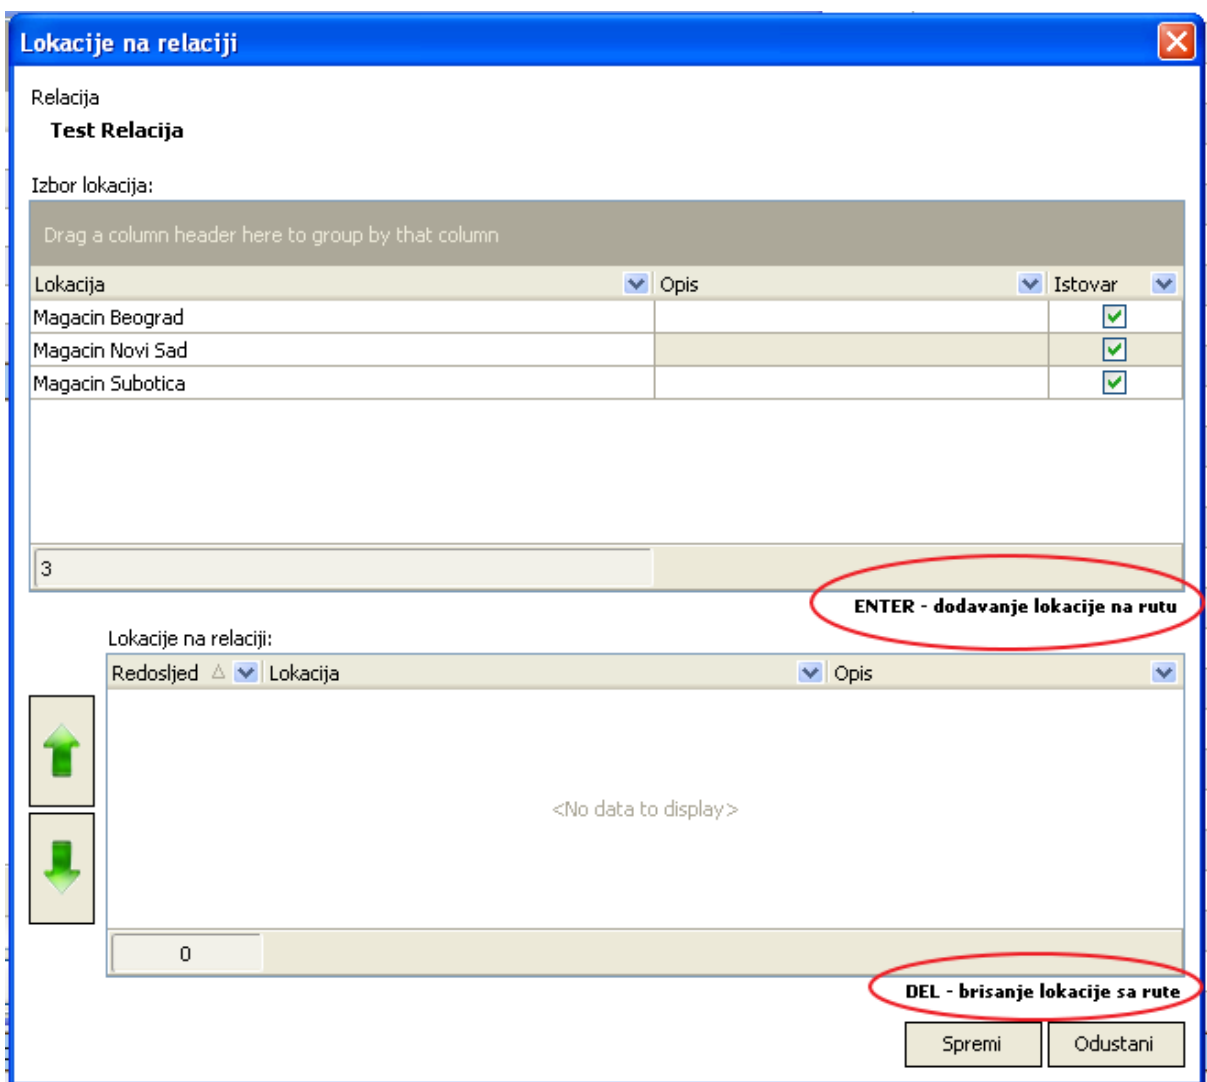 Lokacije na relaciji
Relacija
Test Relacija
Izbor lokacija:
Drag a column header here to group by that column
Lokacija Opis Istovar
Magacin Beograd
Magacin Novi Sad
Magacin Subotica
3
ENTER - dodavanje lokacije na rutu
Lokacije na relaciji:
Redosljed Lokacija Opis
<No data to display>
0
DEL - brisanje lokacije sa rute
Spremi Odustani